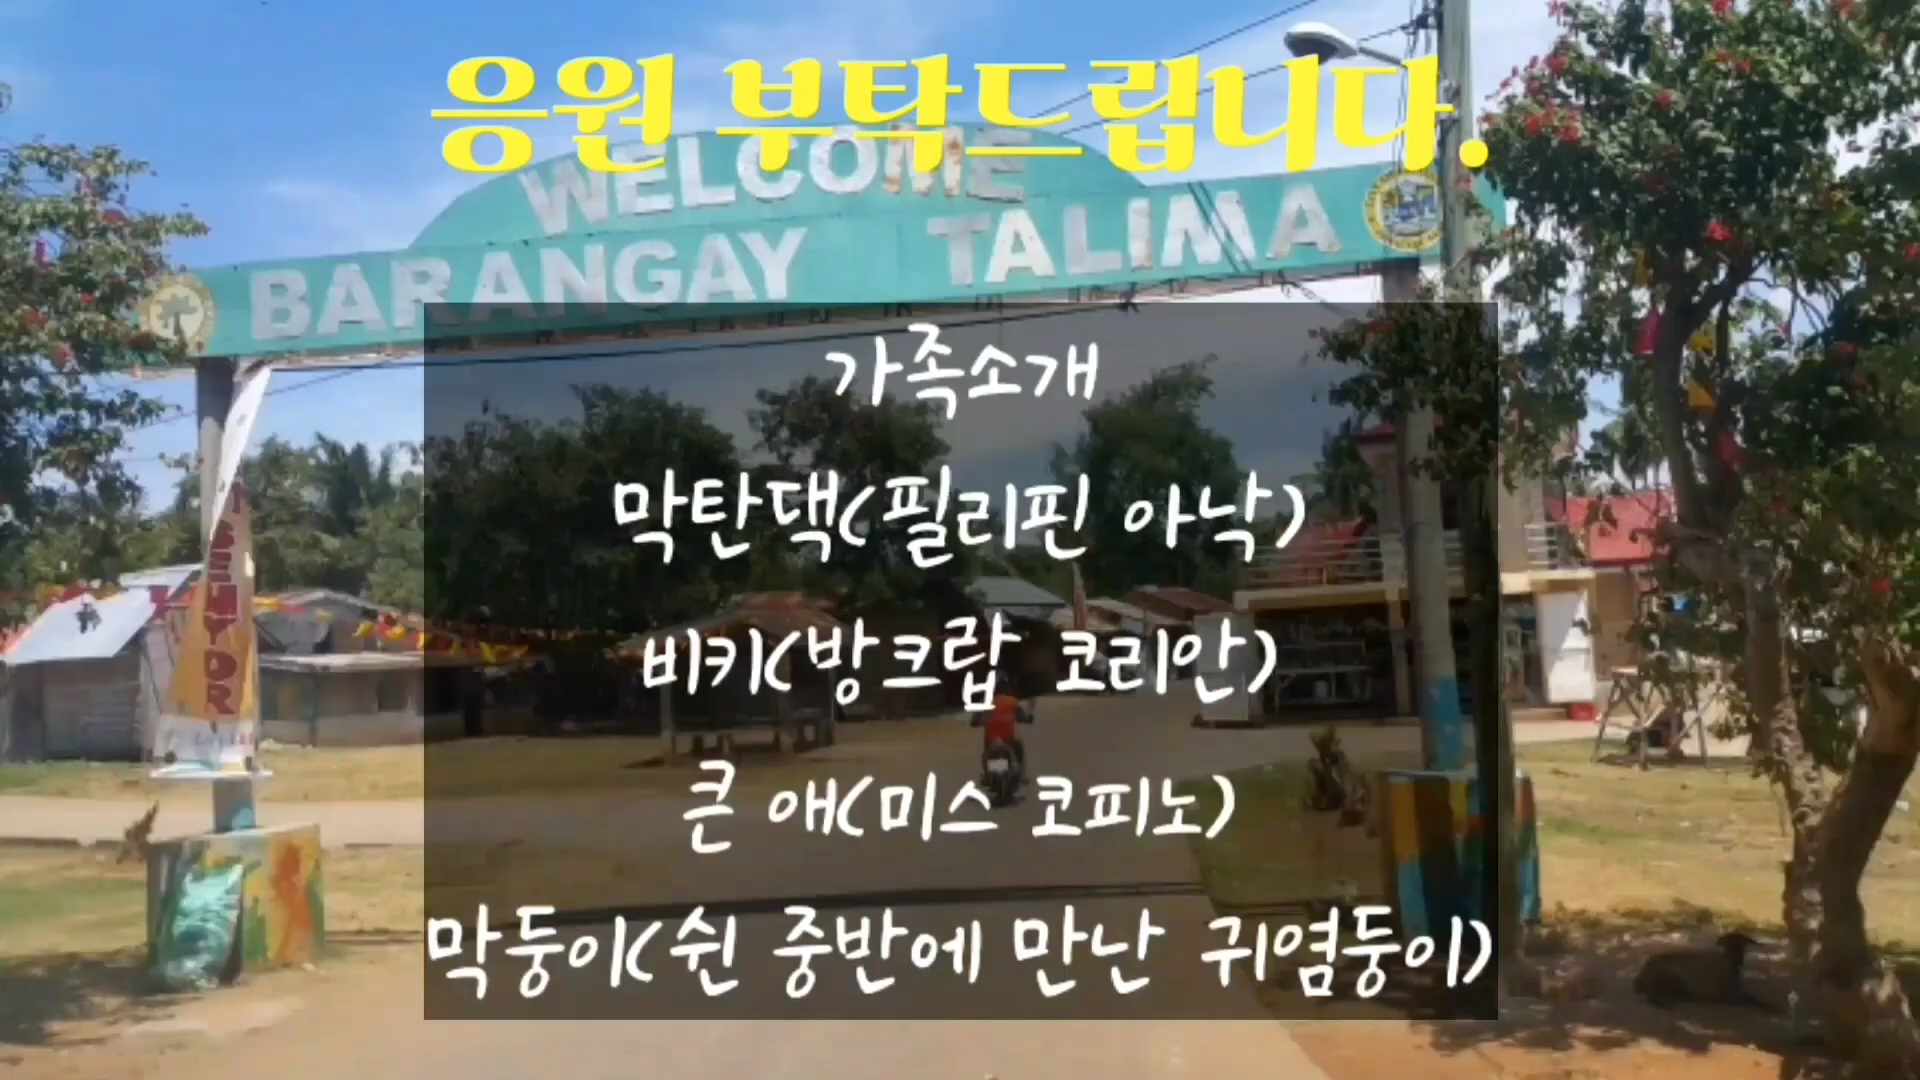 응원 부탁드립니다.
WELCOME
BARANGAY TALIMA
가족소개
막탄댁(필리핀 아낙)
비키(방크랍 코리안)
큰 애(미스 코피노)
막둥이(쉰 중반에 만난 귀염둥이)